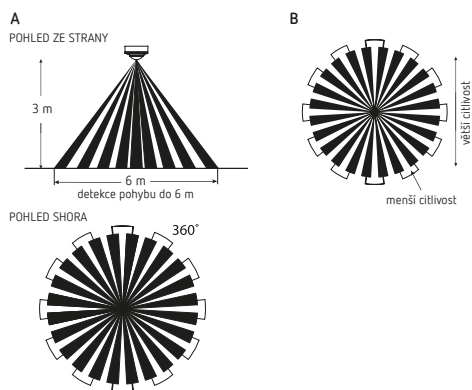 A
POHLED ZE STRANY
3 m
6 m
detekce pohybu do 6 m
POHLED SHORA
360°
B
větší citlivost
menší citlivost